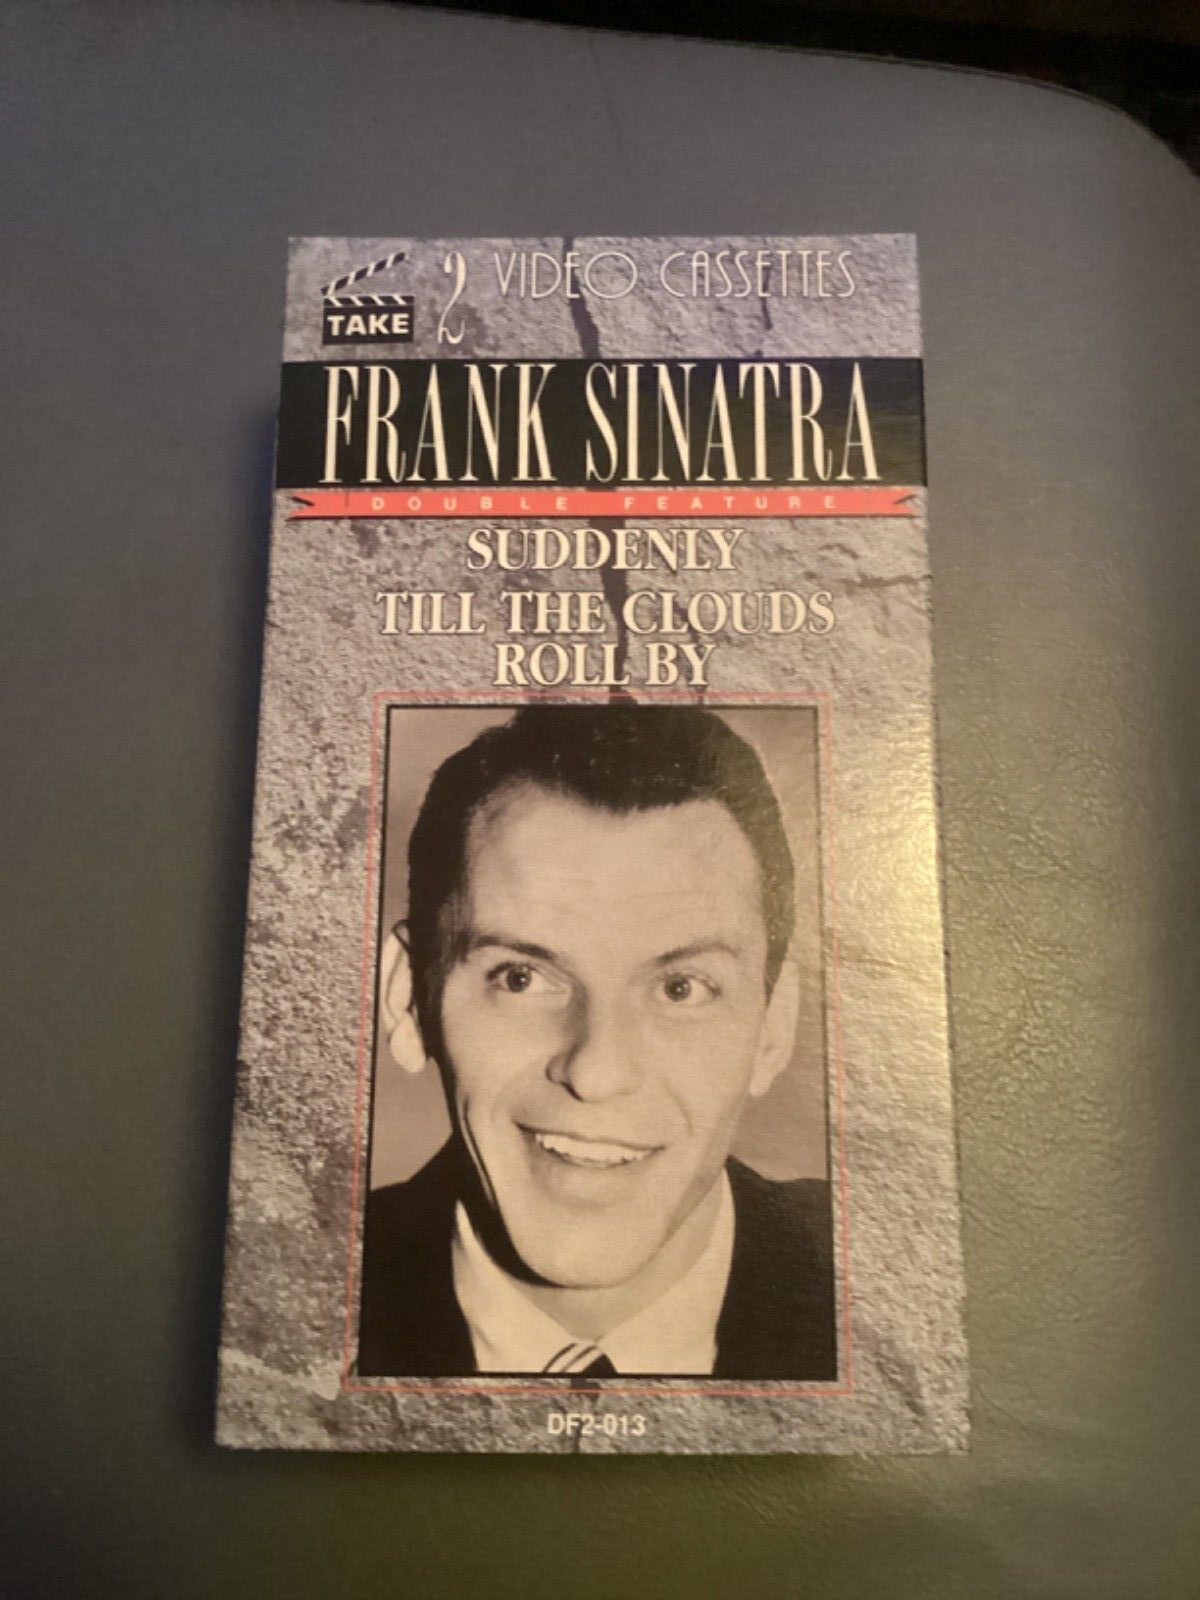 TAKE 2 VIDEO CASSETTES
FRANK SINATRA
DOUBLE FEATURE
SUDDENLY
TILL THE CLOUDS
ROLL BY
DF2-013